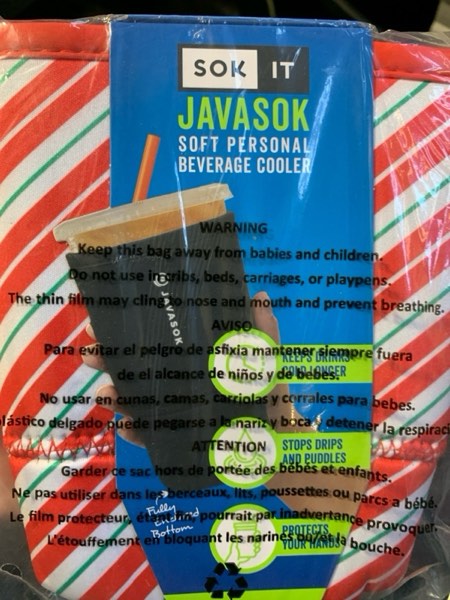 SOK IT
JAVASOK
SOFT PERSONAL
BEVERAGE COOLER
WARNING
Keep this bag away from babies and children.
Do not use in cribs, beds, carriages, or playpens.
The thin film may cling to nose and mouth and prevent breathing.
JAVASOK
AVISO
Para evitar el peligro de asfixia mantener siempre fuera
de el alcance de niños y de bebes.
KEEPS DRINKS
COLD LONGER
No usar en cunas, camas, carriolas y corrales para bebes.
plástico delgado puede pegarse a la nariz y boca y detener la respirac
ATTENTION
STOPS DRIPS
AND PUDDLES
Garder ce sac hors de portée des bébés et enfants.
Ne pas utiliser dans les berceaux, lits, poussettes ou parcs a bébé.
Le film protecteur, étant fin, pourrait par inadvertance provoquer
L'étouffement en bloquant les narines ou/et la bouche.
Fully
Bottom
PROTECTS
YOUR HANDS